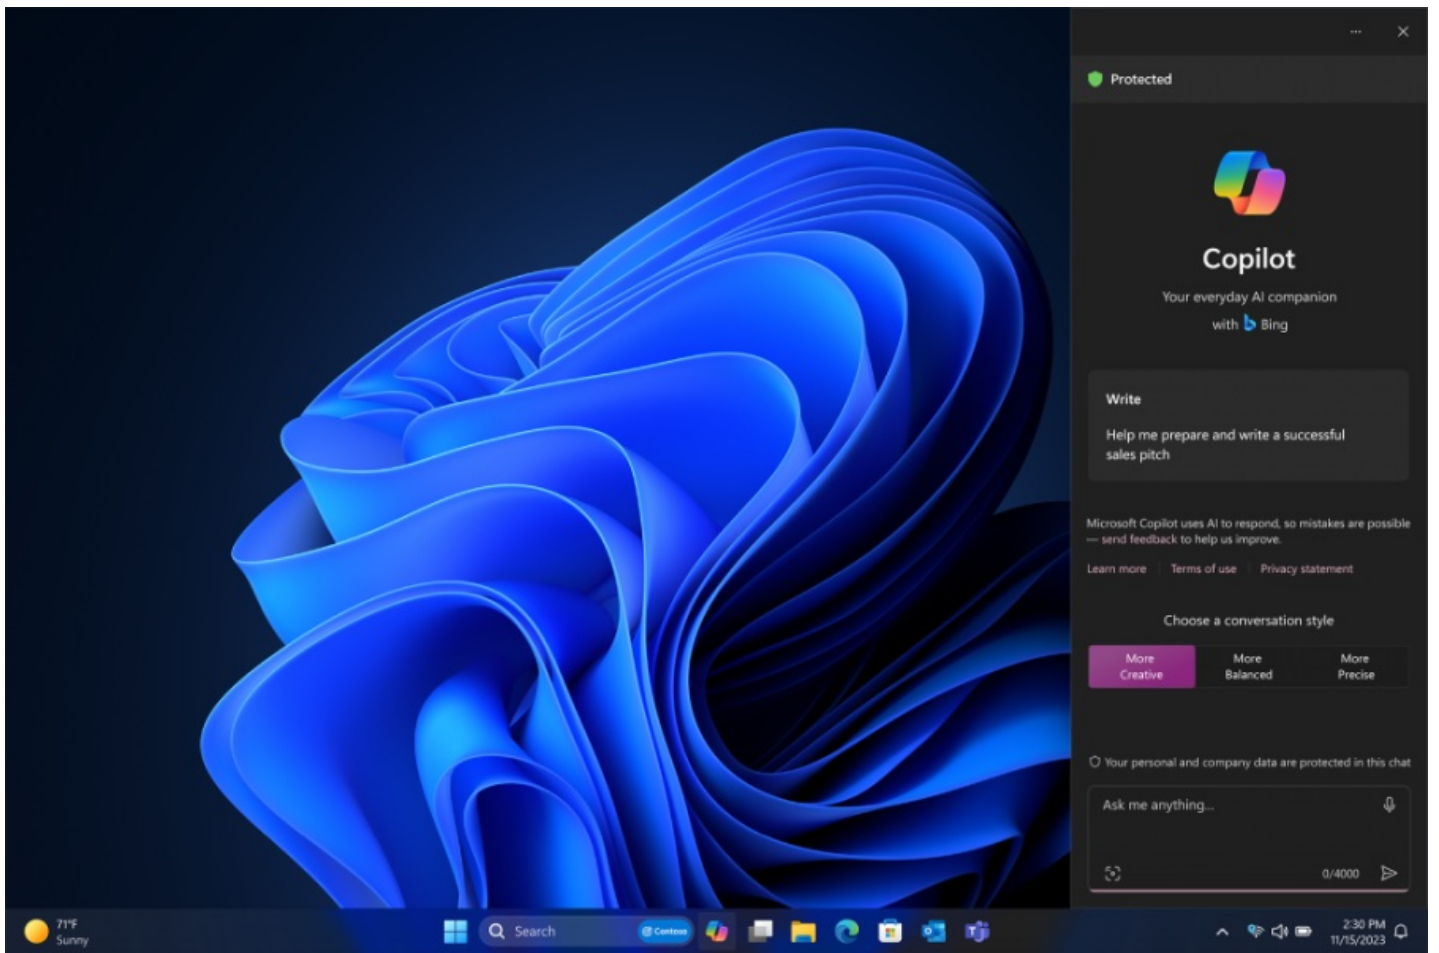 ...
Protected
Copilot
Your everyday AI companion
with Bing
Write
Help me prepare and write a successful
sales pitch
Microsoft Copilot uses AI to respond, so mistakes are possible
— send feedback to help us improve.
Learn more Terms of use Privacy statement
Choose a conversation style
More
Creative
More
Balanced
More
Precise
Your personal and company data are protected in this chat
Ask me anything...
0/4000
71°F
Sunny
Search
Contoso
2:30 PM
11/15/2023